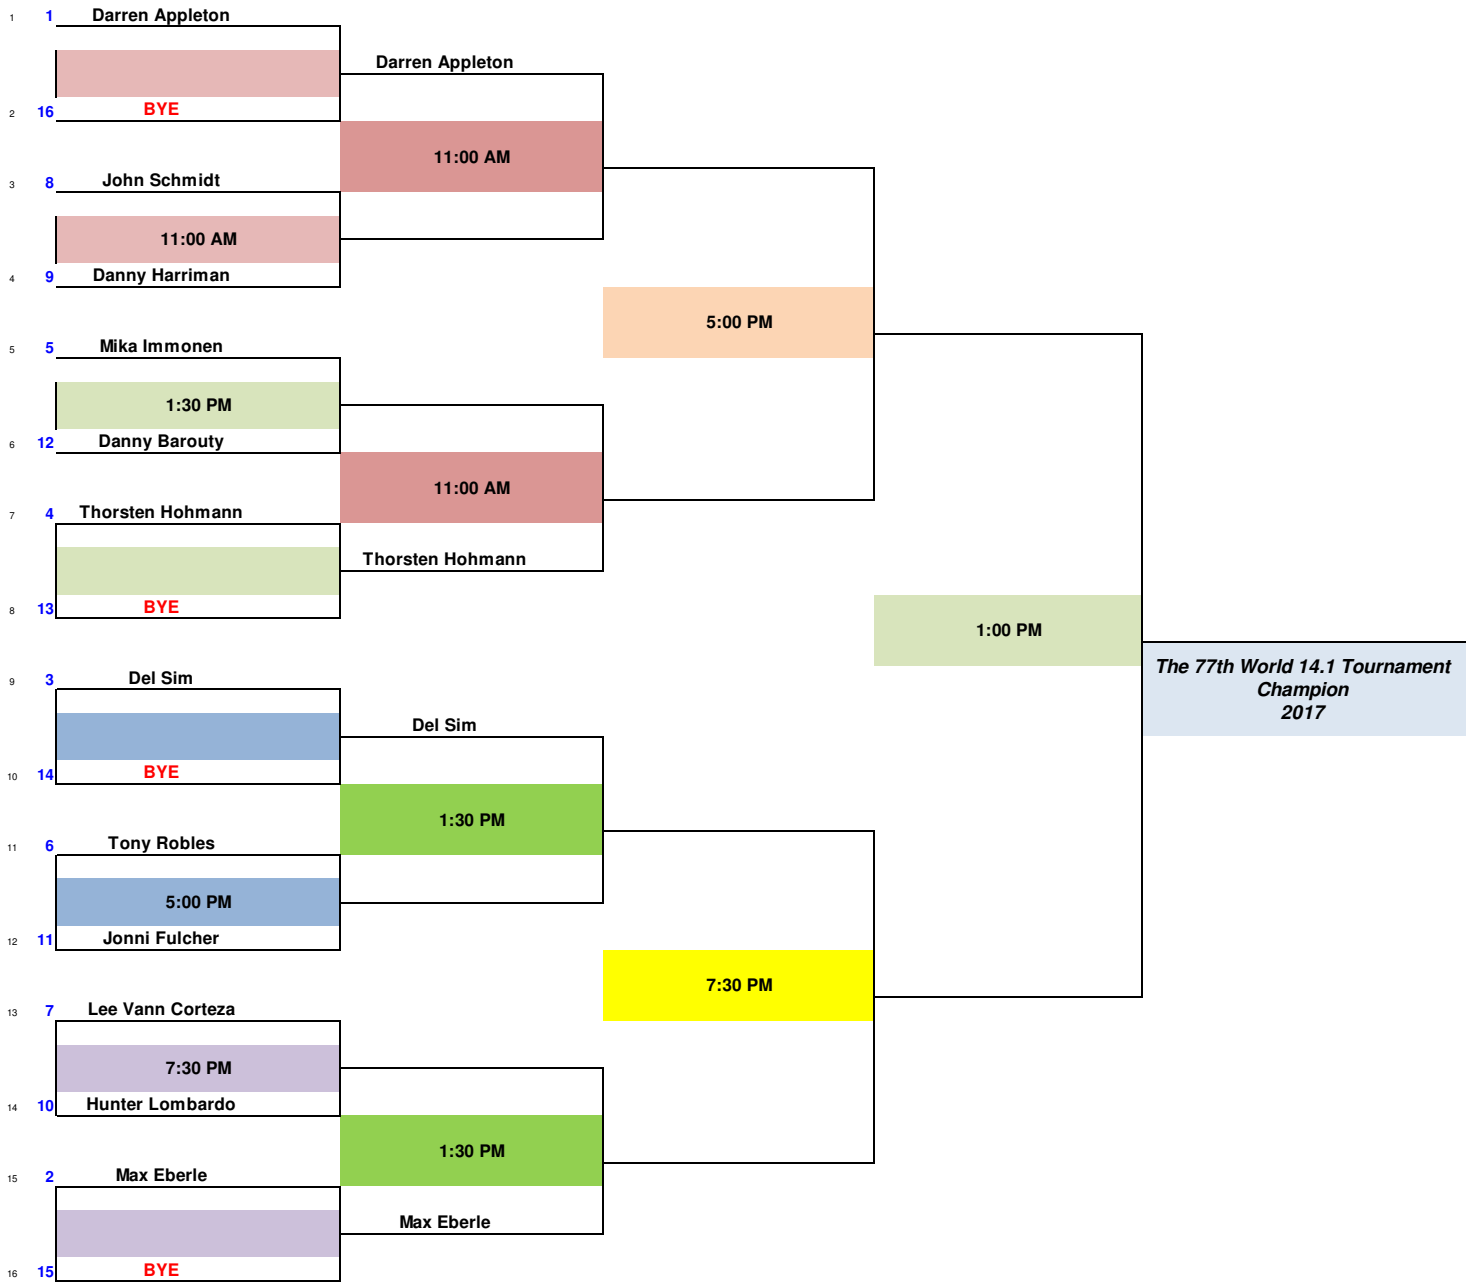 1 1 Darren Appleton
Darren Appleton
2 16 BYE
11:00 AM
3 8 John Schmidt
11:00 AM
4 9 Danny Harriman
5:00 PM
5 5 Mika Immonen
1:30 PM
6 12 Danny Barouty
11:00 AM
7 4 Thorsten Hohmann
Thorsten Hohmann
8 13 BYE
1:00 PM
The 77th World 14.1 Tournament
Champion
2017
9 3 Del Sim
Del Sim
10 14 BYE
1:30 PM
11 6 Tony Robles
5:00 PM
12 11 Jonni Fulcher
7:30 PM
13 7 Lee Vann Corteza
7:30 PM
14 10 Hunter Lombardo
1:30 PM
15 2 Max Eberle
Max Eberle
16 15 BYE